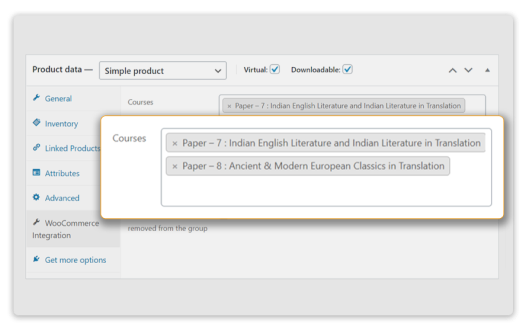 Product data —
Simple product
Virtual:
Downloadable:
General
Inventory
Linked Products
Attributes
Advanced
WooCommerce
Integration
Get more options
Courses
× Paper – 7 : Indian English Literature and Indian Literature in Translation
Courses
× Paper – 7 : Indian English Literature and Indian Literature in Translation
× Paper – 8 : Ancient & Modern European Classics in Translation
removed from the group